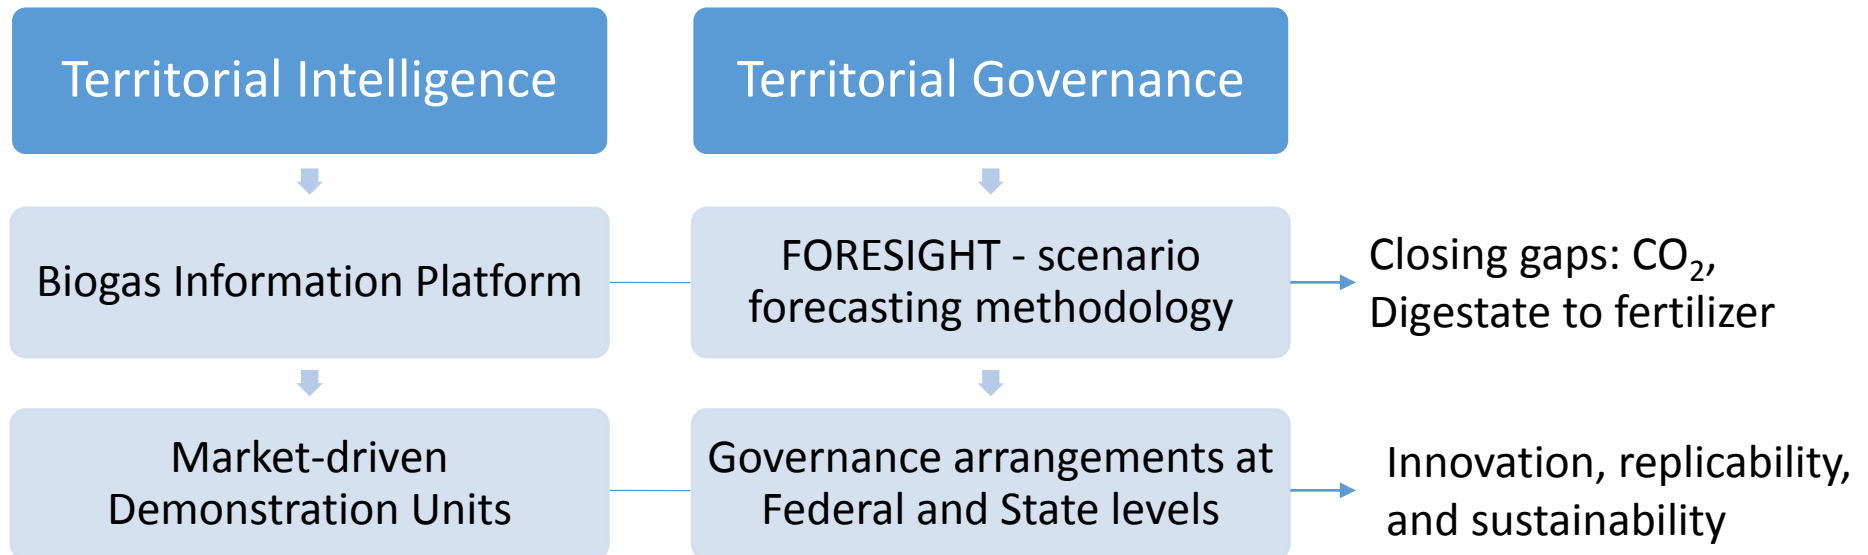 Territorial Intelligence
Territorial Governance
Biogas Information Platform
FORESIGHT - scenario
forecasting methodology
Closing gaps: CO₂,
Digestate to fertilizer
Market-driven
Demonstration Units
Governance arrangements at
Federal and State levels
Innovation, replicability,
and sustainability